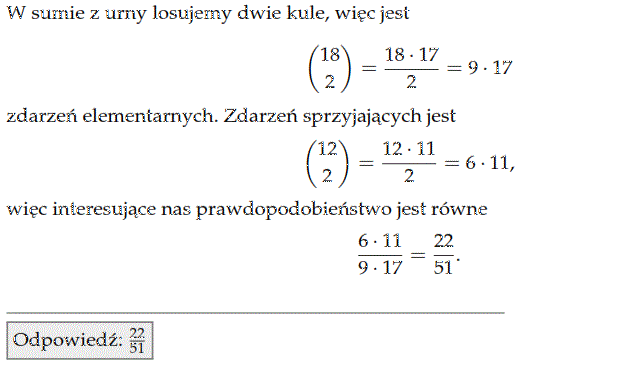 W sumie z urny losujemy dwie kule, więc jest
$\binom{18}{2} = \frac{18 \cdot 17}{2} = 9 \cdot 17$
zdarzeń elementarnych. Zdarzeń sprzyjających jest
$\binom{12}{2} = \frac{12 \cdot 11}{2} = 6 \cdot 11,$
więc interesujące nas prawdopodobieństwo jest równe
$\frac{6 \cdot 11}{9 \cdot 17} = \frac{22}{51}.$
Odpowiedź: $\frac{22}{51}$